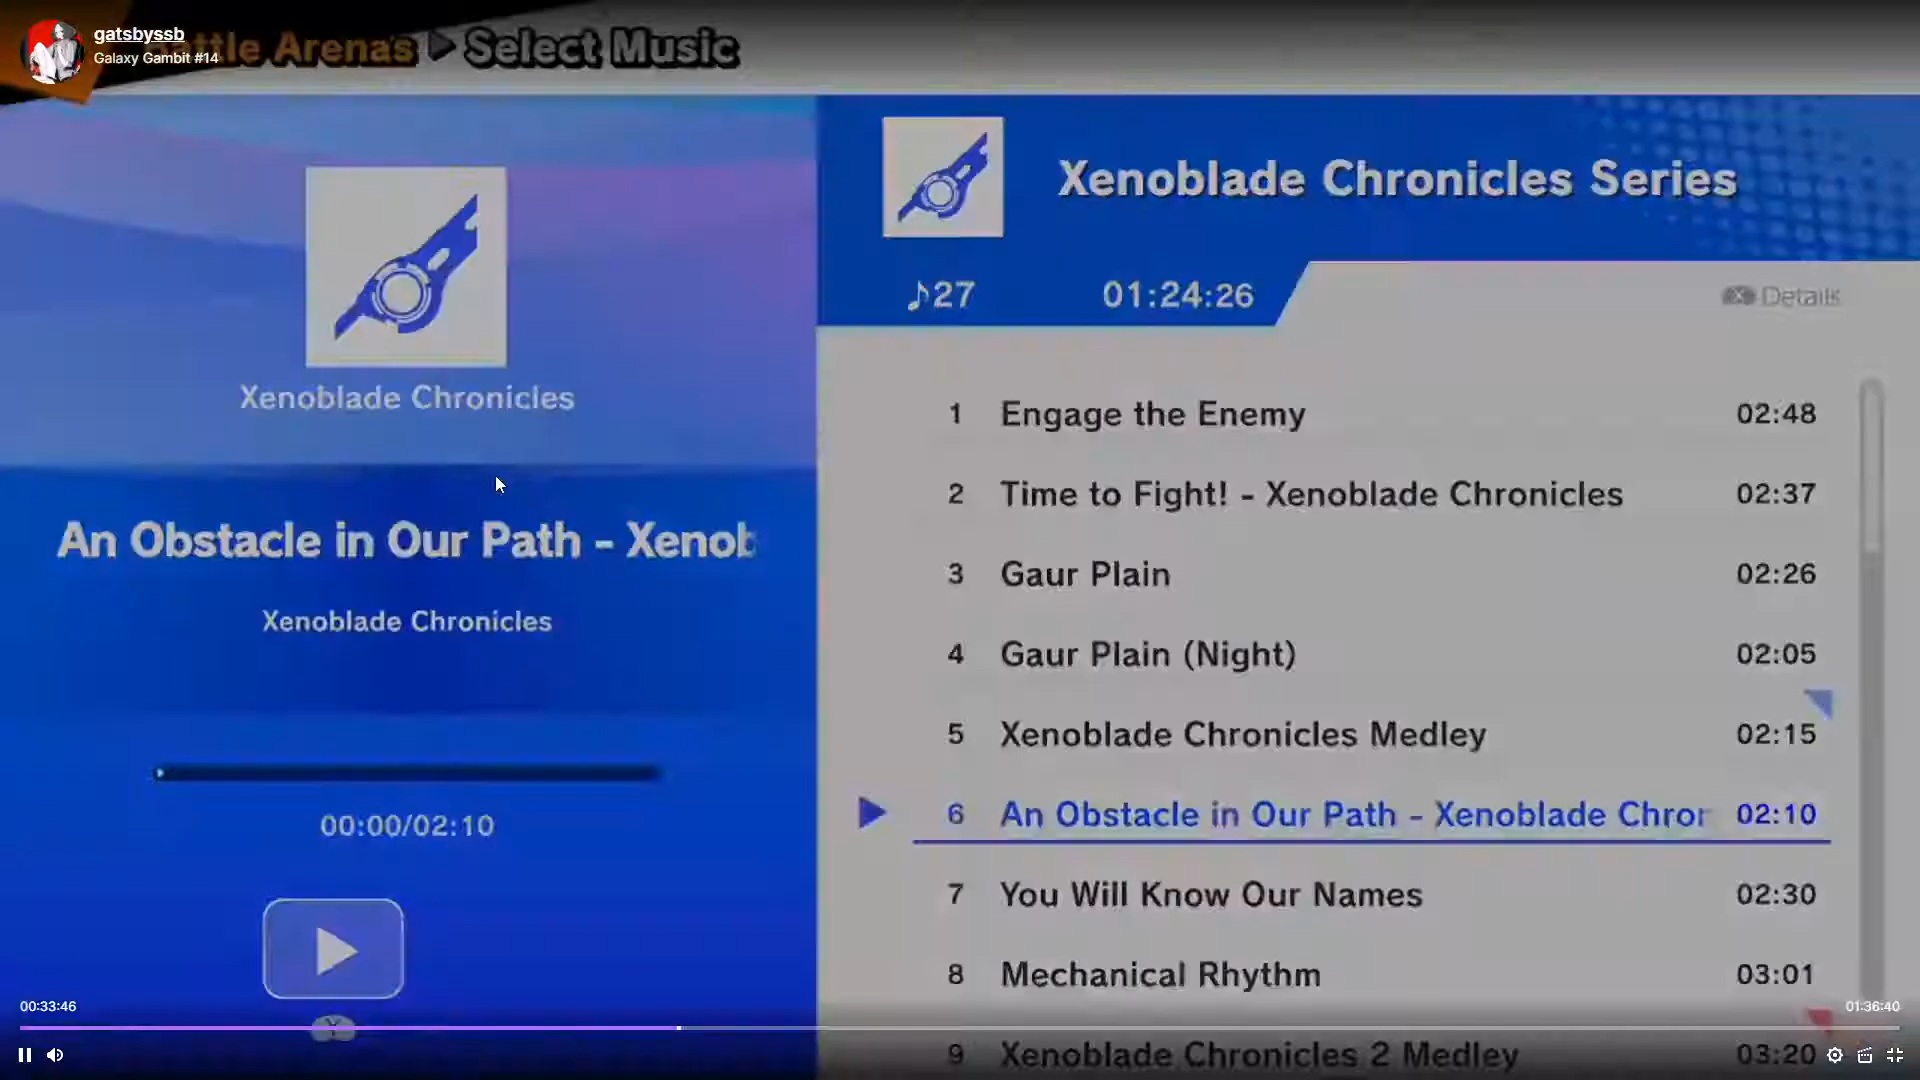 gatsbyssb
Galaxy Gambit #14
ttle Arenas ▶ Select Music
Xenoblade Chronicles
An Obstacle in Our Path - Xenob
Xenoblade Chronicles
00:00/02:10
Y
Xenoblade Chronicles Series
♪27 01:24:26
X Details
1 Engage the Enemy 02:48
2 Time to Fight! - Xenoblade Chronicles 02:37
3 Gaur Plain 02:26
4 Gaur Plain (Night) 02:05
5 Xenoblade Chronicles Medley 02:15
6 An Obstacle in Our Path - Xenoblade Chror 02:10
7 You Will Know Our Names 02:30
8 Mechanical Rhythm 03:01
9 Xenoblade Chronicles 2 Medley 03:20
00:33:46
01:36:40